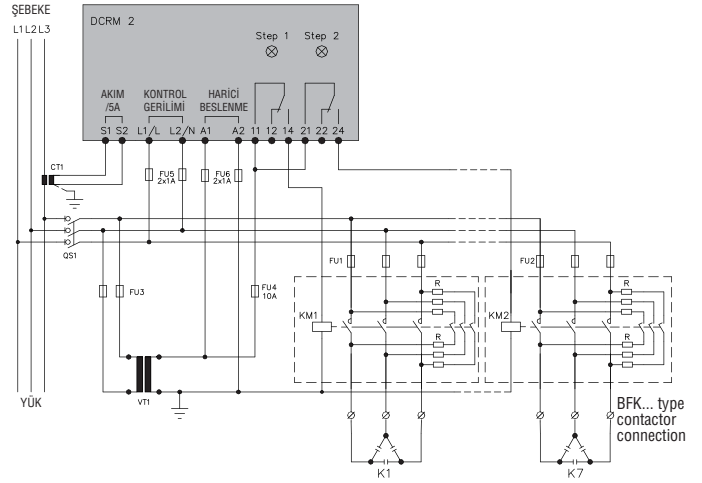 ŞEBEKE
L1 L2 L3
DCRM 2
Step 1
Step 2
AKIM
/5A
KONTROL
GERİLİMİ
HARİCİ
BESLENME
S1 S2 L1/L L2/N A1 A2 11 12 14 21 22 24
CT1
FU5
2x1A
FU6
2x1A
QS1
FU1
FU2
FU3
FU4
10A
R
R
KM1
KM2
R
R
YÜK
VT1
BFK... type
contactor
connection
K1
K7